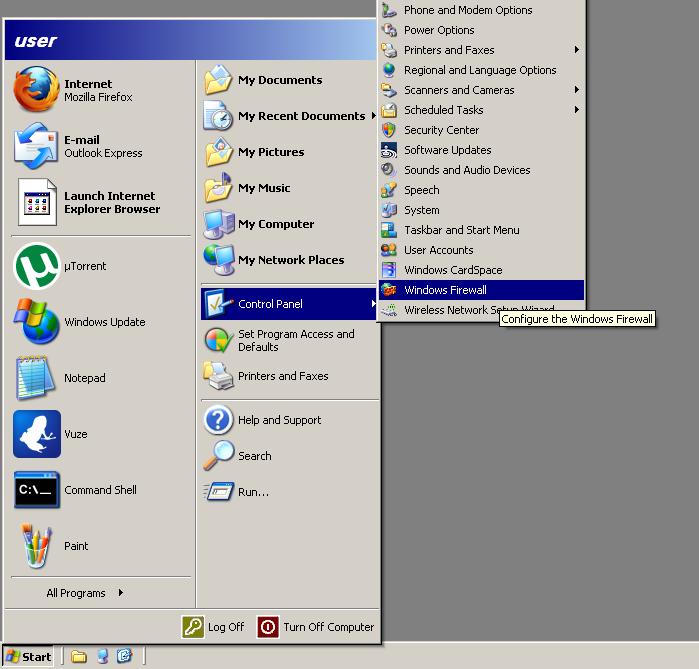 user
Internet
Mozilla Firefox
E-mail
Outlook Express
Launch Internet
Explorer Browser
µTorrent
Windows Update
Notepad
Vuze
C:\_
Command Shell
Paint
All Programs
My Documents
My Recent Documents
My Pictures
My Music
My Computer
My Network Places
Control Panel
Set Program Access and
Defaults
Printers and Faxes
Help and Support
Search
Run...
Log Off
Turn Off Computer
Phone and Modem Options
Power Options
Printers and Faxes
Regional and Language Options
Scanners and Cameras
Scheduled Tasks
Security Center
Software Updates
Sounds and Audio Devices
Speech
System
Taskbar and Start Menu
User Accounts
Windows CardSpace
Windows Firewall
Wireless Network Setup Wizard
Configure the Windows Firewall
Start